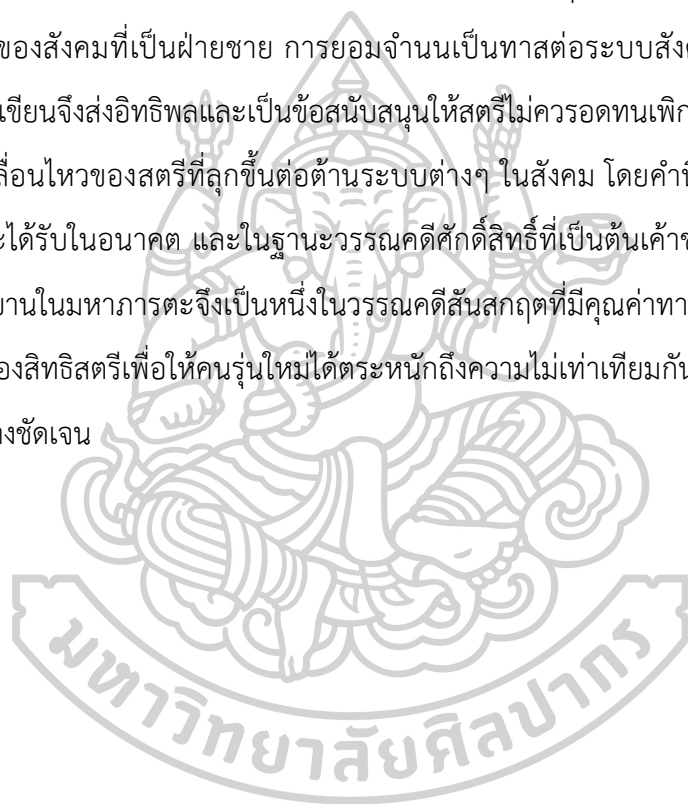 ของสังคมที่เป็นฝ่ายชาย การยอมจำนนเป็นทาสต่อระบบสังค
เขียนจึงส่งอิทธิพลและเป็นข้อสนับสนุนให้สตรีไม่ควรอดทนเพิก
ลื่อนไหวของสตรีที่ลุกขึ้นต่อต้านระบบต่างๆ ในสังคม โดยคำนึ
ะได้รับในอนาคต และในฐานะวรรณคดีศักดิ์สิทธิ์ที่เป็นต้นเค้าข
ยานในมหาภารตะจึงเป็นหนึ่งในวรรณคดีสันสกฤตที่มีคุณค่าทา
องสิทธิสตรีเพื่อให้คนรุ่นใหม่ได้ตระหนักถึงความไม่เท่าเทียมกัน
างชัดเจน
มหาวิทยาลัยศิลปากร